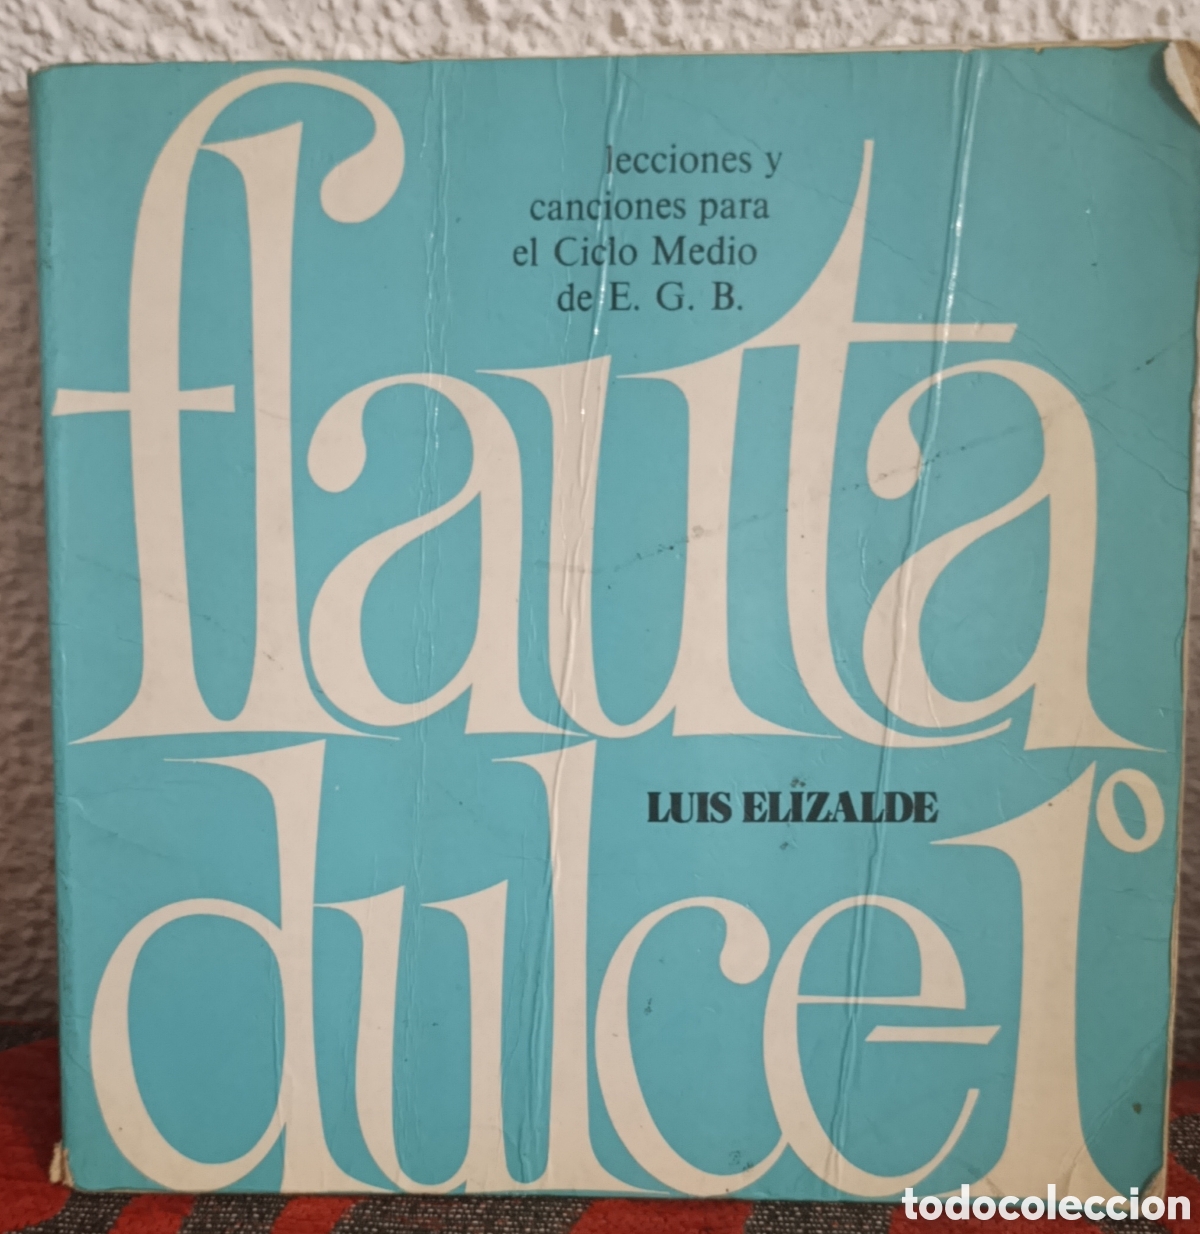 lecciones y
canciones para
el Ciclo Medio
de E. G. B.
flauta
LUIS ELIZALDE
dulce 1º
todocoleccion